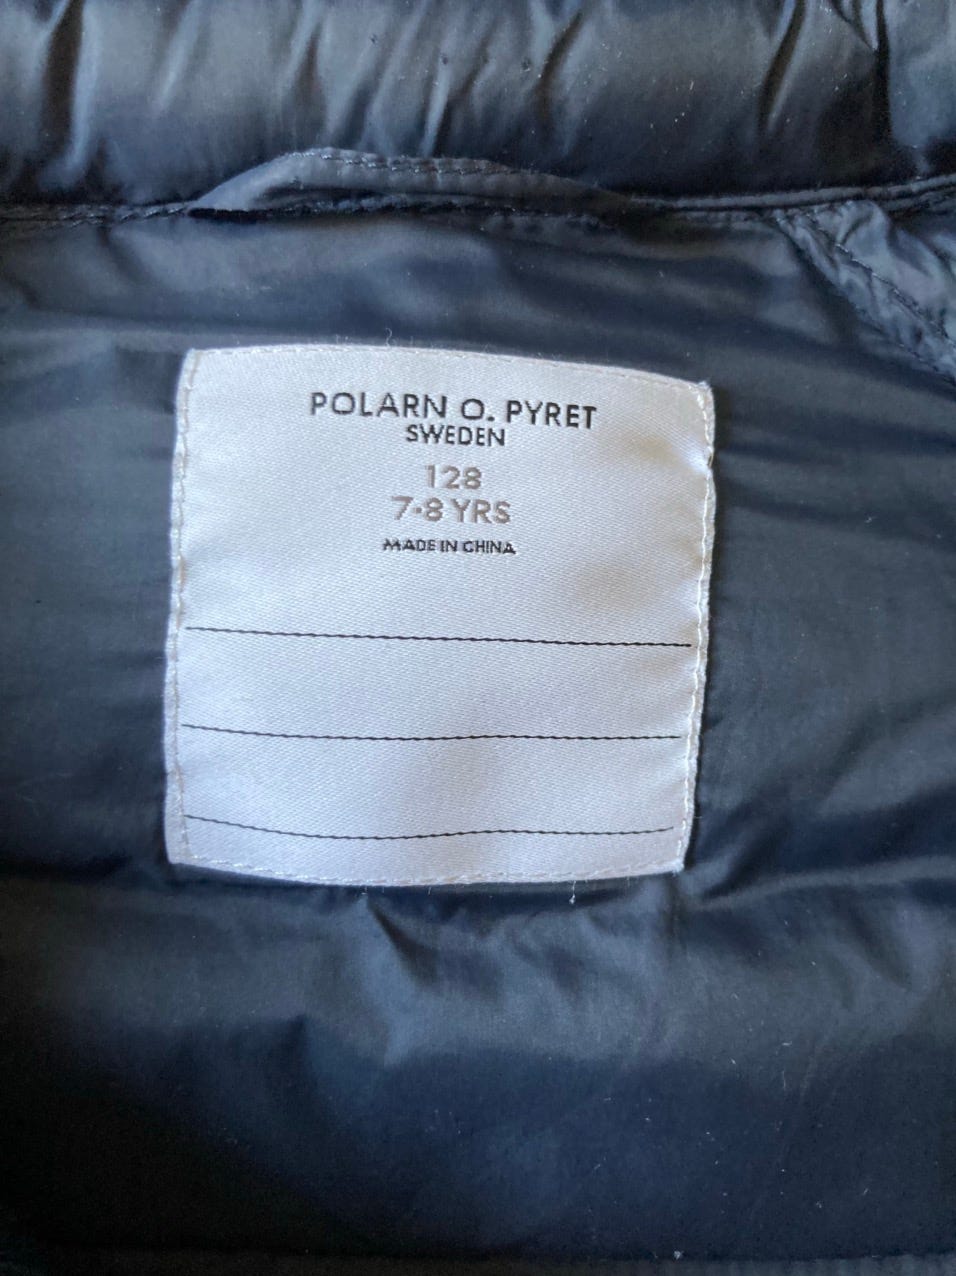 POLARN O. PYRET
SWEDEN
128
7-8 YRS
MADE IN CHINA